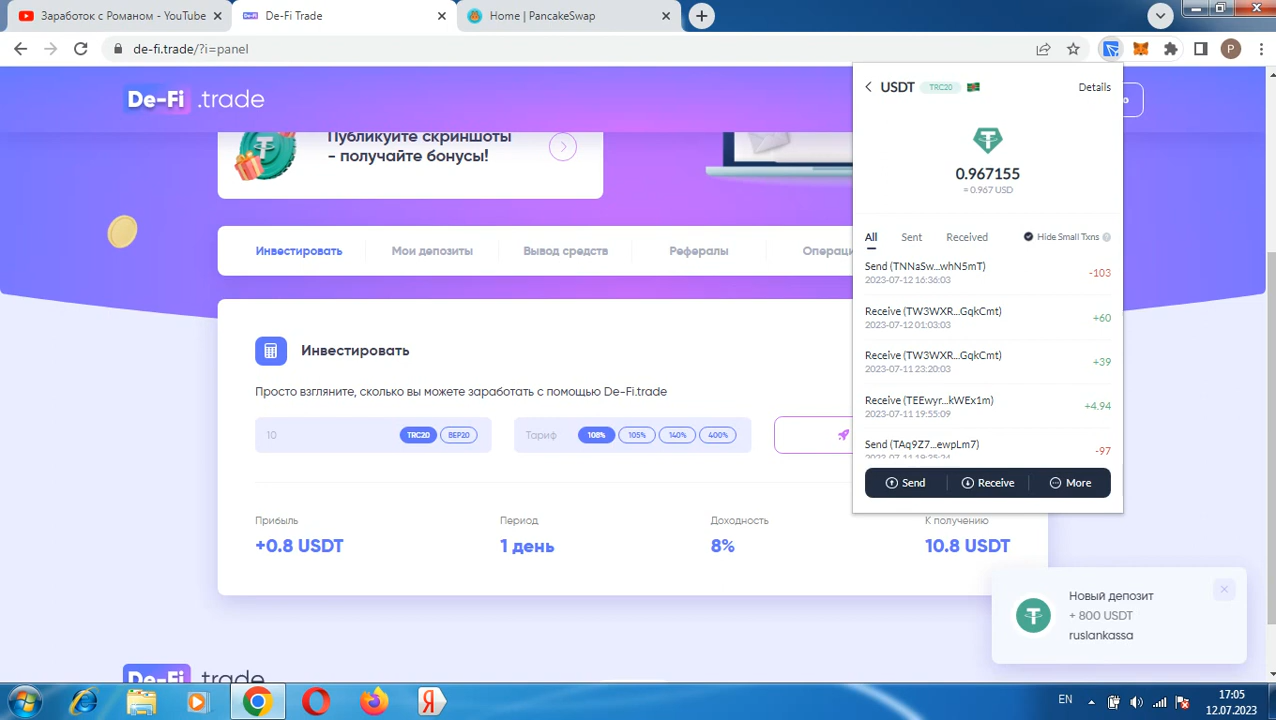 Заработок с Романом - YouTube
De-Fi Trade
Home | PancakeSwap
de-fi.trade/?i=panel
P
De-Fi .trade
о
Публикуйте скриншоты
- получайте бонусы!
Инвестировать
Мои депозиты
Вывод средств
Рефералы
Операци
Инвестировать
Просто взгляните, сколько вы можете заработать с помощью De-Fi.trade
10
TRC20
BEP20
Тариф
108%
105%
140%
400%
Прибыль
Период
Доходность
К получению
+0.8 USDT
1 день
8%
10.8 USDT
De-Fi .trade
USDT
TRC20
Details
0.967155
≈ 0.967 USD
All
Sent
Received
Hide Small Txns
Send (TNNaSw...whN5mT)
2023-07-12 16:36:03
-103
Receive (TW3WXR...GqkCmt)
2023-07-12 01:03:03
+60
Receive (TW3WXR...GqkCmt)
2023-07-11 23:20:03
+39
Receive (TEEwyr...kWEx1m)
2023-07-11 19:55:09
+4.94
Send (TAq9Z7...ewpLm7)
2023-07-11 19:35:24
-97
Send
Receive
More
Новый депозит
+ 800 USDT
ruslankassa
EN
17:05
12.07.2023